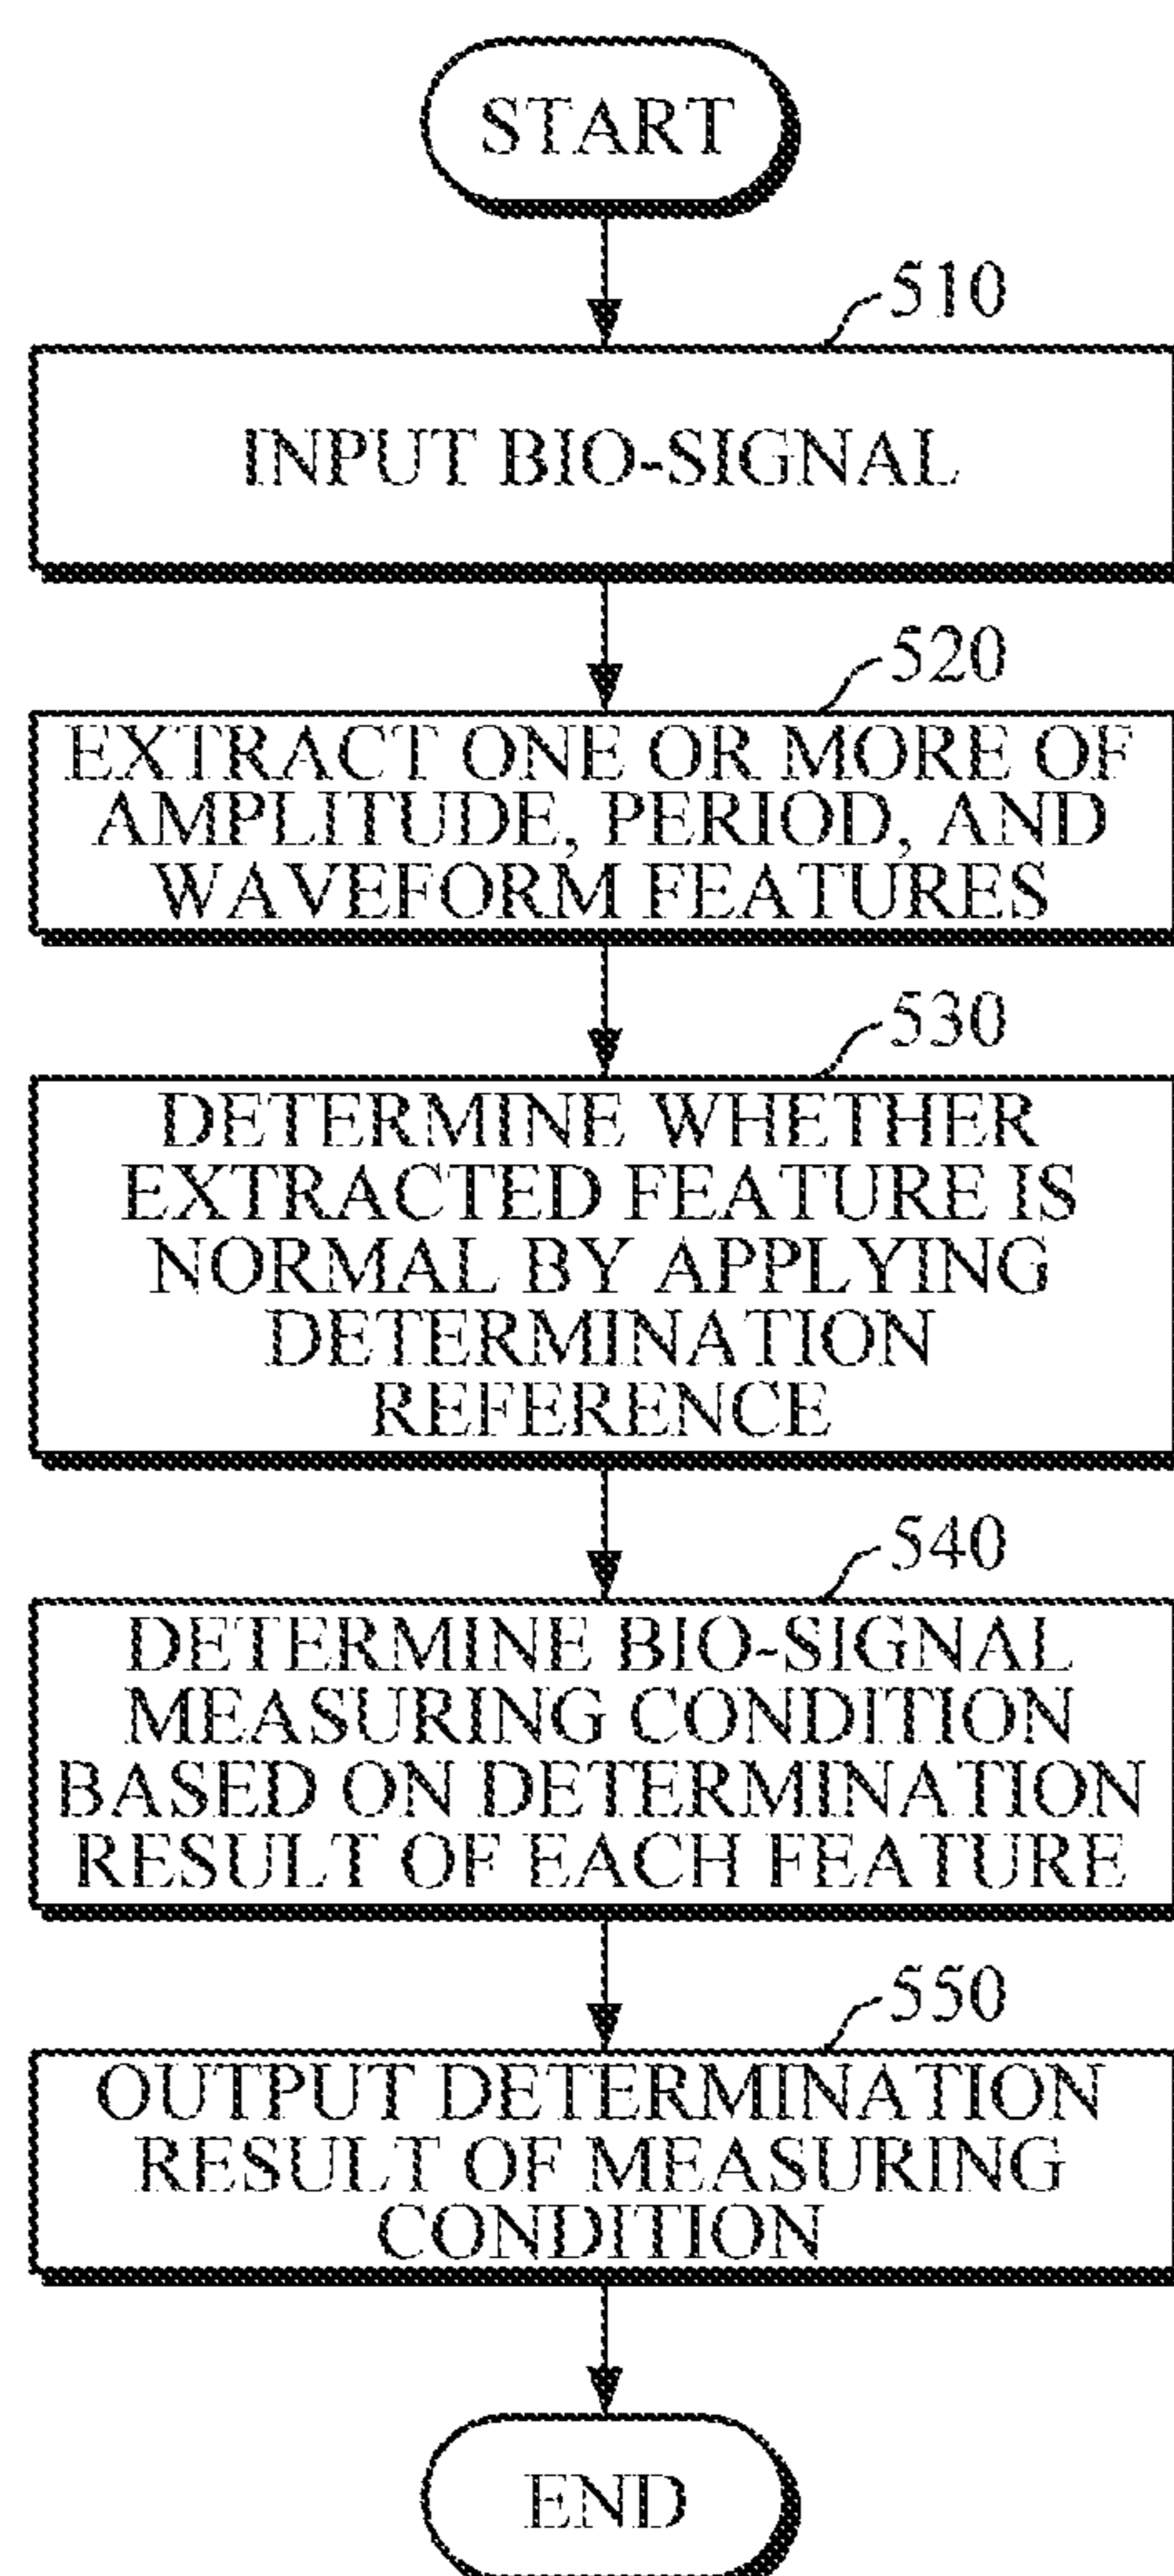 START
510
INPUT BIO-SIGNAL
520
EXTRACT ONE OR MORE OF
AMPLITUDE, PERIOD, AND
WAVEFORM FEATURES
530
DETERMINE WHETHER
EXTRACTED FEATURE IS
NORMAL BY APPLYING
DETERMINATION
REFERENCE
540
DETERMINE BIO-SIGNAL
MEASURING CONDITION
BASED ON DETERMINATION
RESULT OF EACH FEATURE
550
OUTPUT DETERMINATION
RESULT OF MEASURING
CONDITION
END